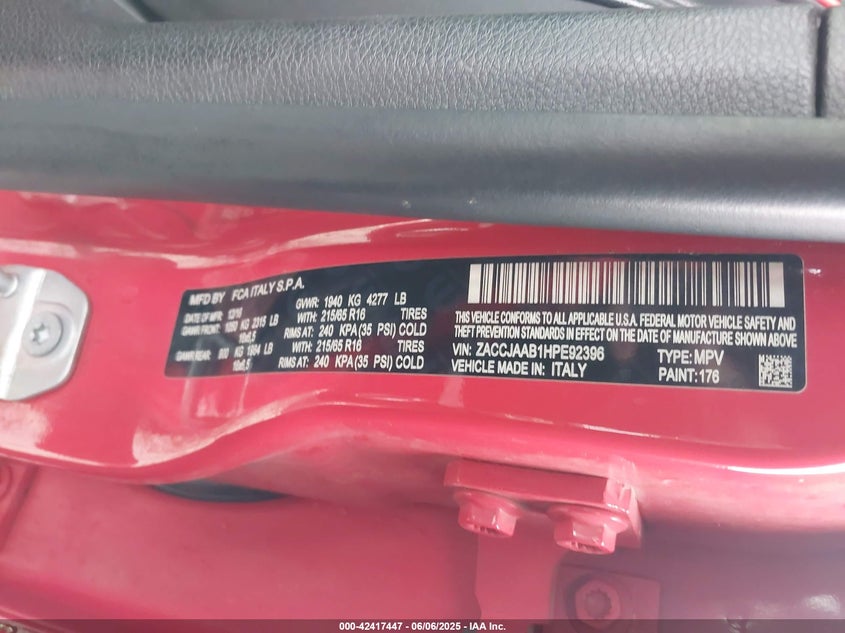 MFD BY FCA ITALY S.P.A.
DATE OF MFR 12/16 GVWR: 1940 KG 4277 LB
GAWR FRONT: 1050 KG 2315 LB WITH: 215/65 R16 TIRES
RIMS AT: 240 KPA(35 PSI) COLD
GAWR REAR: KG LB WITH: 215/65 R16 TIRES
RIMS AT: 240 KPA(35 PSI) COLD
THIS VEHICLE CONFORMS TO ALL APPLICABLE U.S.A. FEDERAL MOTOR VEHICLE SAFETY AND
THEFT PREVENTION STANDARDS IN EFFECT ON THE DATE OF MANUFACTURE SHOWN ABOVE
VIN: ZACCJAAB1HPE92396 TYPE: MPV
VEHICLE MADE IN: ITALY PAINT: 176
000-42417447 - 06/06/2025 - IAA Inc.